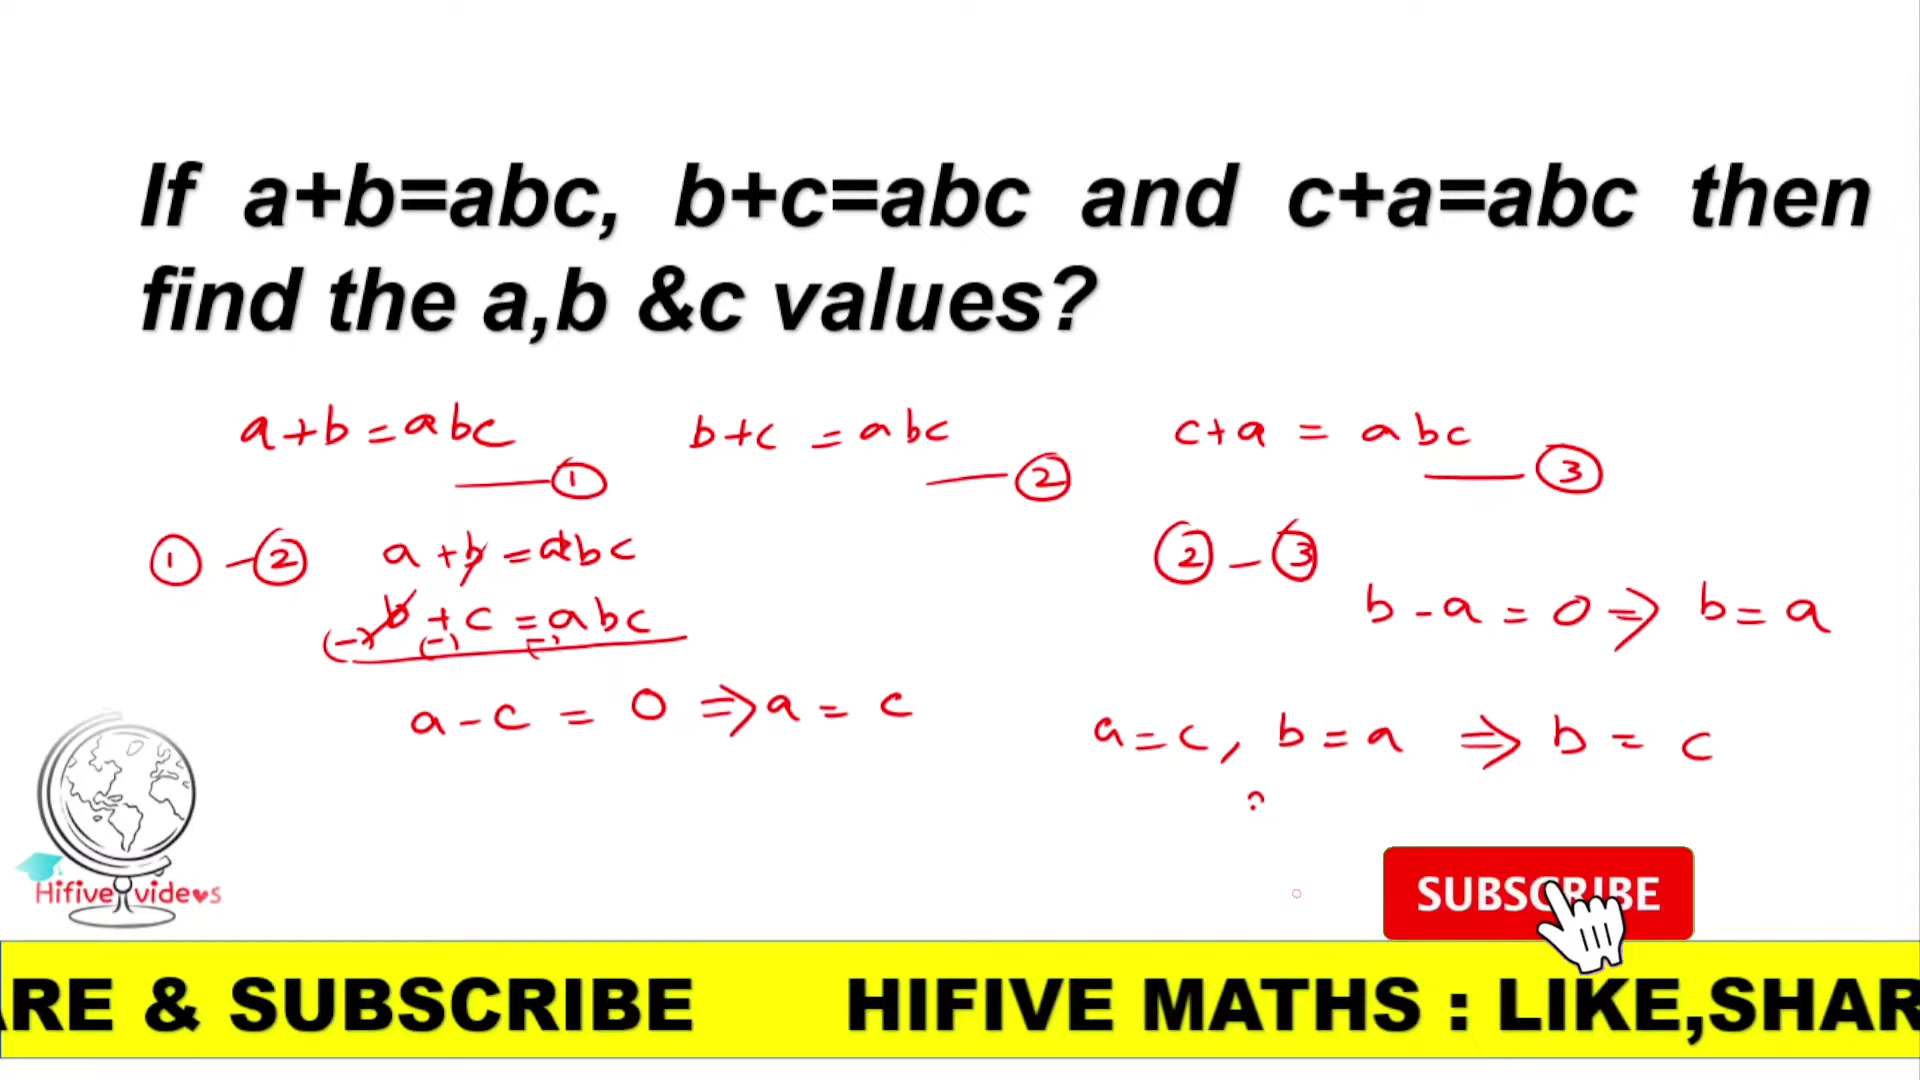 If a+b=abc, b+c=abc and c+a=abc then
find the a,b &c values?
a+b=abc b+c =abc c+a = abc
① ② ③
①-② a+b=abc ②-③
b+c=abc b-a=0⇒ b=a
(-) (-) (-)
a-c = 0 ⇒a=c a=c, b=a ⇒ b=c
Hifive videos
SUBSCRIBE
ARE & SUBSCRIBE HIFIVE MATHS : LIKE,SHAR